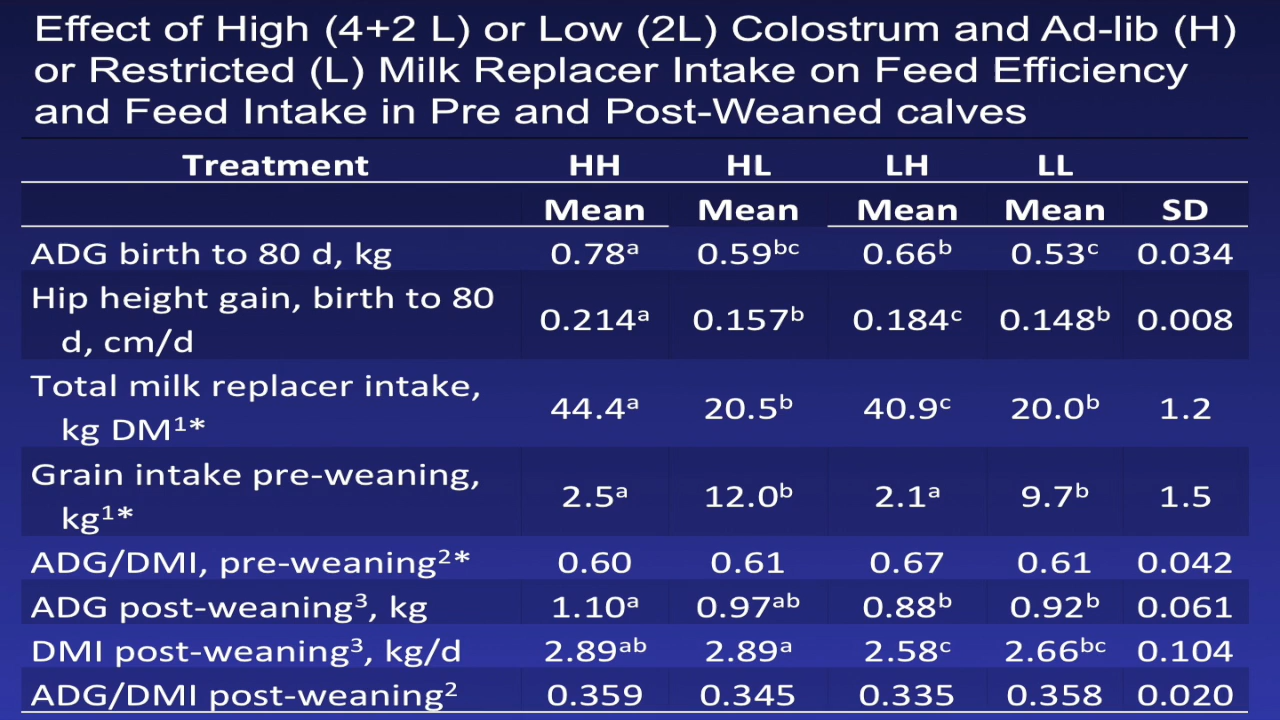 Effect of High (4+2 L) or Low (2L) Colostrum and Ad-lib (H)
or Restricted (L) Milk Replacer Intake on Feed Efficiency
and Feed Intake in Pre and Post-Weaned calves
Treatment HH HL LH LL
Mean Mean Mean Mean SD
ADG birth to 80 d, kg 0.78ᵃ 0.59ᵇᶜ 0.66ᵇ 0.53ᶜ 0.034
Hip height gain, birth to 80
d, cm/d 0.214ᵃ 0.157ᵇ 0.184ᶜ 0.148ᵇ 0.008
Total milk replacer intake,
kg DM¹* 44.4ᵃ 20.5ᵇ 40.9ᶜ 20.0ᵇ 1.2
Grain intake pre-weaning,
kg¹* 2.5ᵃ 12.0ᵇ 2.1ᵃ 9.7ᵇ 1.5
ADG/DMI, pre-weaning²* 0.60 0.61 0.67 0.61 0.042
ADG post-weaning³, kg 1.10ᵃ 0.97ᵃᵇ 0.88ᵇ 0.92ᵇ 0.061
DMI post-weaning³, kg/d 2.89ᵃᵇ 2.89ᵃ 2.58ᶜ 2.66ᵇᶜ 0.104
ADG/DMI post-weaning² 0.359 0.345 0.335 0.358 0.020